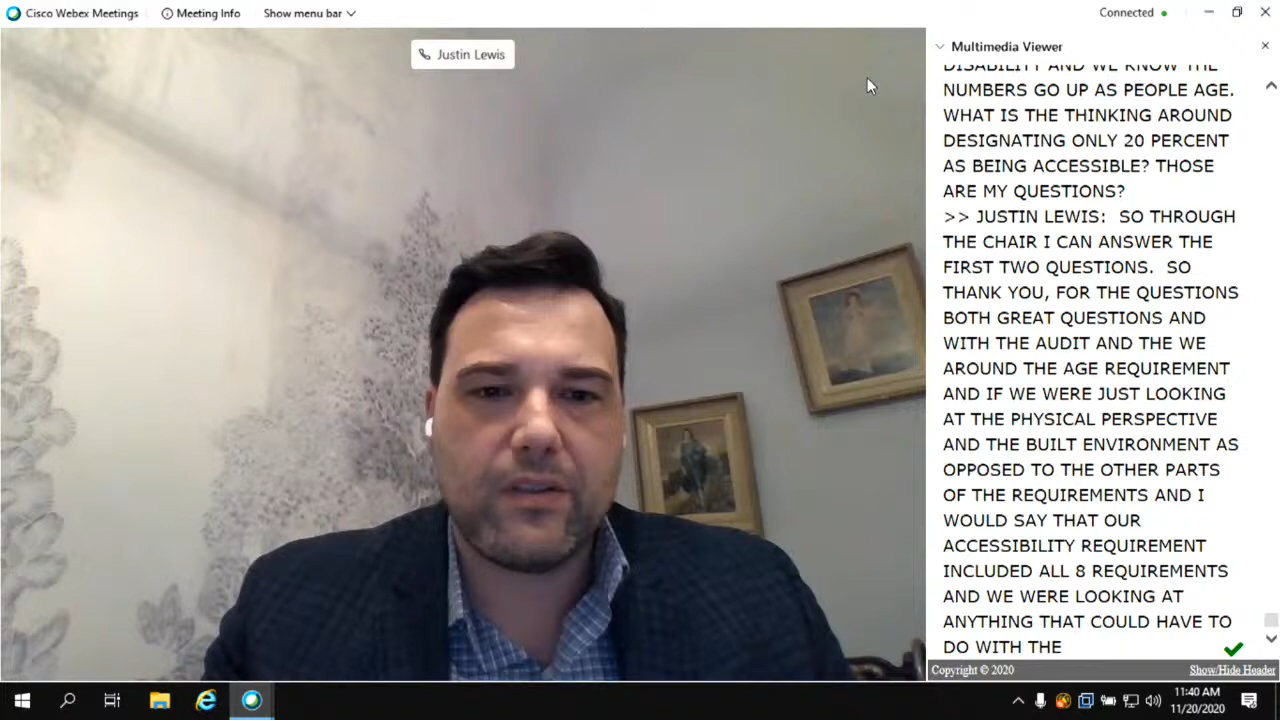 Cisco Webex Meetings
Meeting Info
Show menu bar
Connected
Justin Lewis
Multimedia Viewer
DISABILITY AND WE KNOW THE
NUMBERS GO UP AS PEOPLE AGE.
WHAT IS THE THINKING AROUND
DESIGNATING ONLY 20 PERCENT
AS BEING ACCESSIBLE? THOSE
ARE MY QUESTIONS?
>> JUSTIN LEWIS: SO THROUGH
THE CHAIR I CAN ANSWER THE
FIRST TWO QUESTIONS. SO
THANK YOU, FOR THE QUESTIONS
BOTH GREAT QUESTIONS AND
WITH THE AUDIT AND THE WE
AROUND THE AGE REQUIREMENT
AND IF WE WERE JUST LOOKING
AT THE PHYSICAL PERSPECTIVE
AND THE BUILT ENVIRONMENT AS
OPPOSED TO THE OTHER PARTS
OF THE REQUIREMENTS AND I
WOULD SAY THAT OUR
ACCESSIBILITY REQUIREMENT
INCLUDED ALL 8 REQUIREMENTS
AND WE WERE LOOKING AT
ANYTHING THAT COULD HAVE TO
DO WITH THE
Copyright © 2020
Show/Hide Header
11:40 AM
11/20/2020